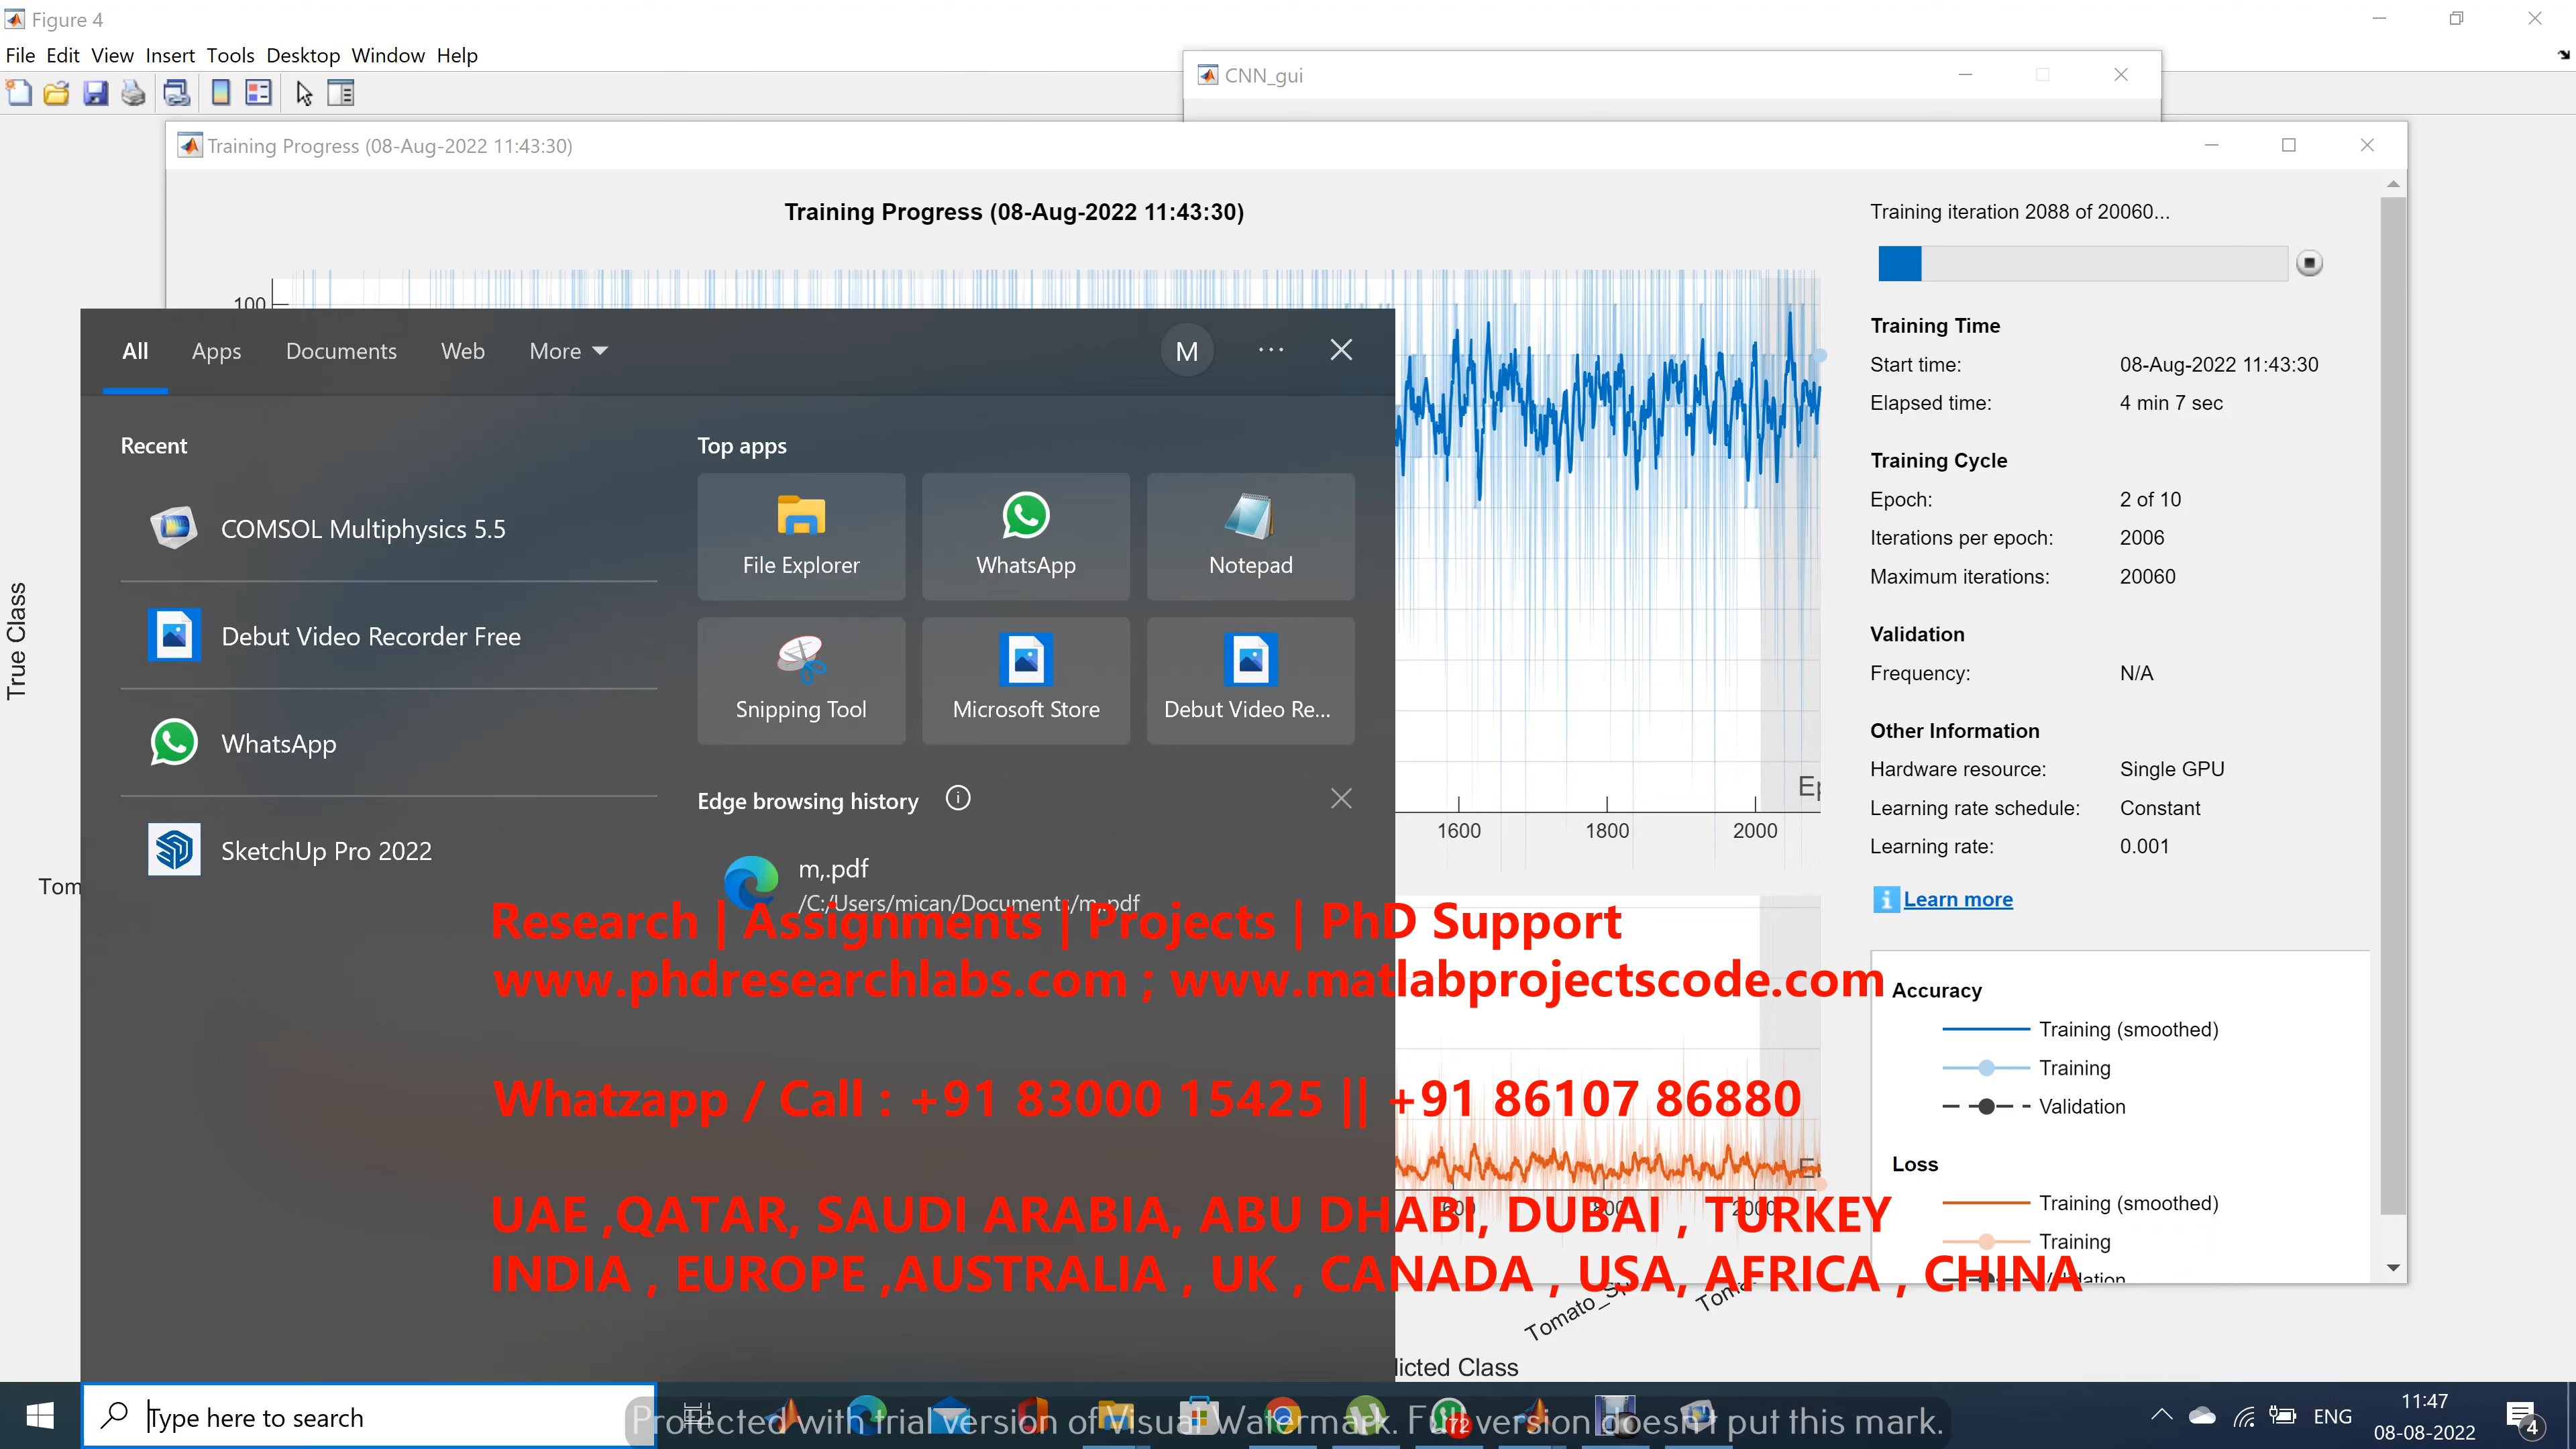 Figure 4
File Edit View Insert Tools Desktop Window Help
CNN_gui
Training Progress (08-Aug-2022 11:43:30)
Training Progress (08-Aug-2022 11:43:30)
Training iteration 2088 of 20060...
100
Training Time
Start time: 08-Aug-2022 11:43:30
Elapsed time: 4 min 7 sec
Training Cycle
Epoch: 2 of 10
Iterations per epoch: 2006
Maximum iterations: 20060
Validation
Frequency: N/A
Other Information
Hardware resource: Single GPU
Learning rate schedule: Constant
Learning rate: 0.001
Learn more
Accuracy
Training (smoothed)
Training
Validation
Loss
Training (smoothed)
Training
Validation
1600 1800 2000
Ep
True Class
Tom
All Apps Documents Web More
M
Recent
COMSOL Multiphysics 5.5
Debut Video Recorder Free
WhatsApp
SketchUp Pro 2022
Top apps
File Explorer
WhatsApp
Notepad
Snipping Tool
Microsoft Store
Debut Video Re...
Edge browsing history
m,.pdf
/C:/Users/mican/Documents/m,.pdf
Research | Assignments | Projects | PhD Support
www.phdresearchlabs.com ; www.matlabprojectscode.com
Whatzapp / Call : +91 83000 15425 || +91 86107 86880
UAE ,QATAR, SAUDI ARABIA, ABU DHABI, DUBAI , TURKEY
INDIA , EUROPE ,AUSTRALIA , UK , CANADA , USA, AFRICA , CHINA
licted Class
Type here to search
Protected with trial version of Visual Watermark. Full version doesn't put this mark.
72
ENG
11:47
08-08-2022
4